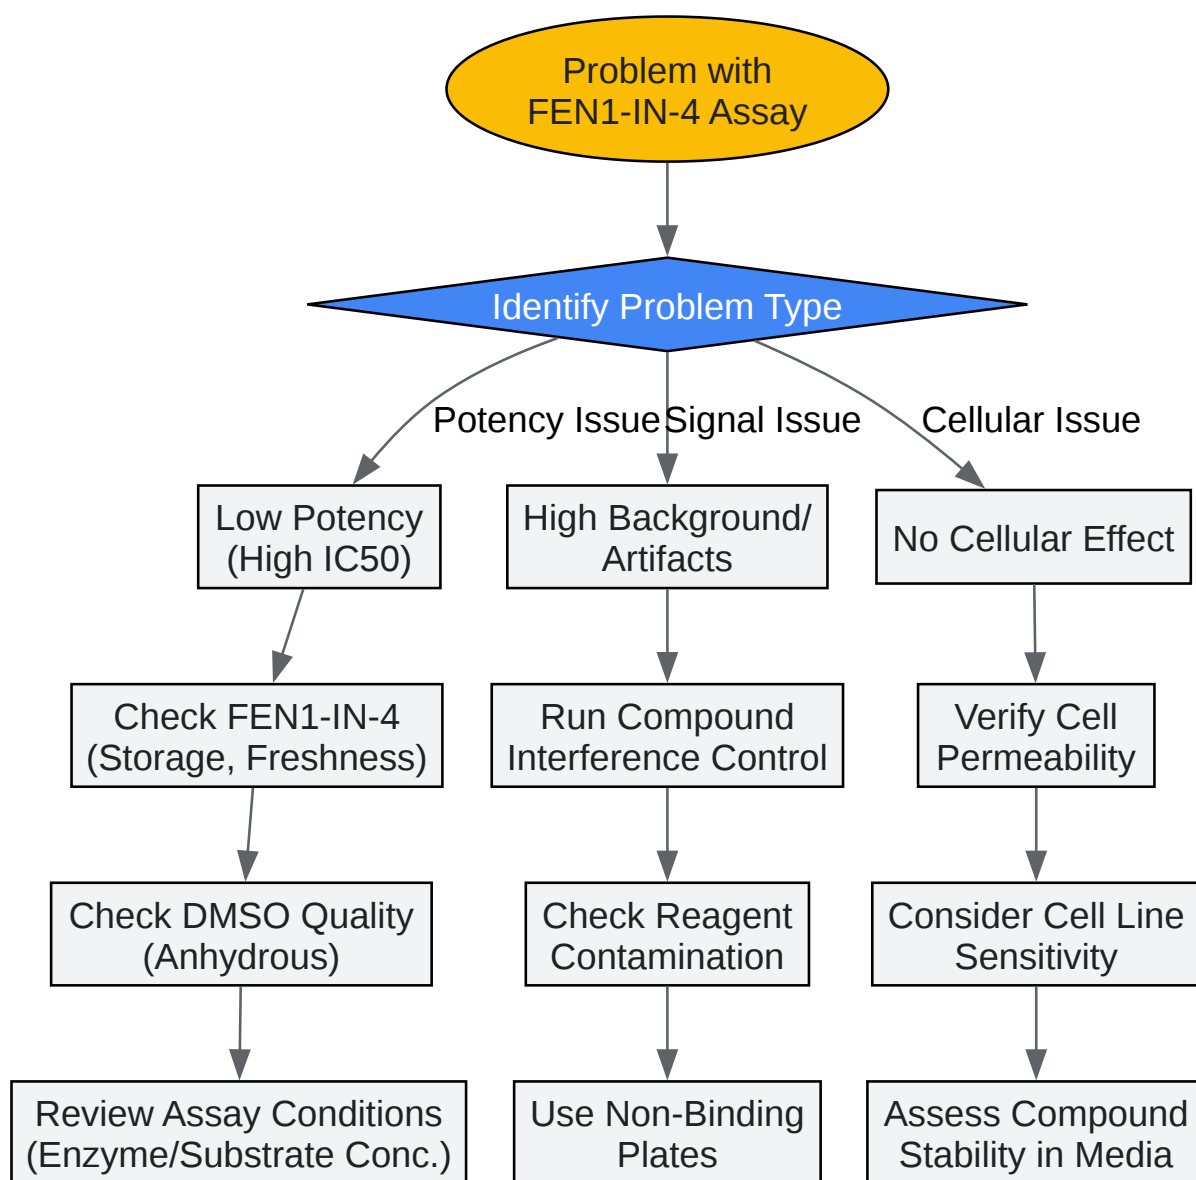 Problem with
FEN1-IN-4 Assay
Identify Problem Type
Potency Issue
Signal Issue
Cellular Issue
Low Potency
(High IC50)
High Background/
Artifacts
No Cellular Effect
Check FEN1-IN-4
(Storage, Freshness)
Run Compound
Interference Control
Verify Cell
Permeability
Check DMSO Quality
(Anhydrous)
Check Reagent
Contamination
Consider Cell Line
Sensitivity
Review Assay Conditions
(Enzyme/Substrate Conc.)
Use Non-Binding
Plates
Assess Compound
Stability in Media